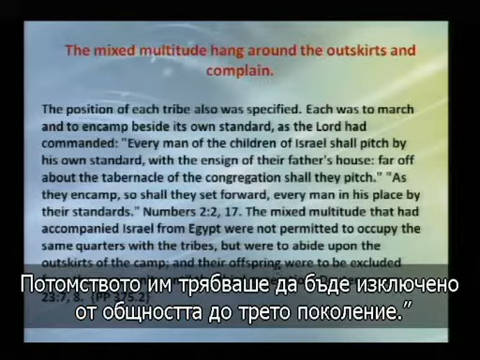 The mixed multitude hang around the outskirts and
complain.
The position of each tribe also was specified. Each was to march
and to encamp beside its own standard, as the Lord had
commanded: "Every man of the children of Israel shall pitch by
his own standard, with the ensign of their father's house: far off
about the tabernacle of the congregation shall they pitch." "As
they encamp, so shall they set forward, every man in his place by
their standards." Numbers 2:2, 17. The mixed multitude that had
accompanied Israel from Egypt were not permitted to occupy the
same quarters with the tribes, but were to abide upon the
outskirts of the camp; and their offspring were to be excluded
23:7, 8. (PP 375.2)
Потомството им трябваше да бъде изключено
от общността до трето поколение.”